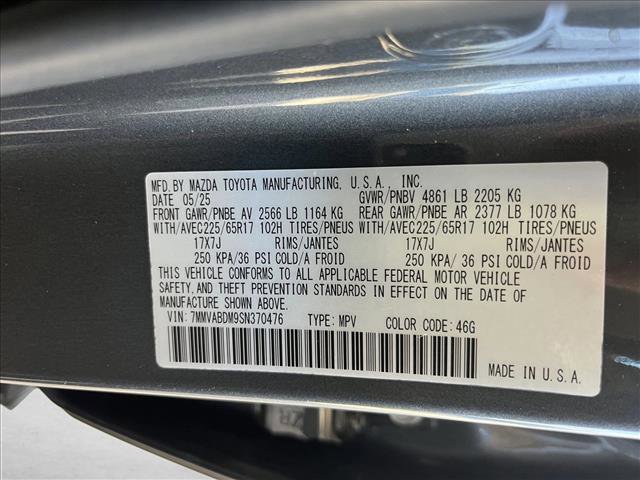 MFD.BY MAZDA TOYOTA MANUFACTURING, U.S.A., INC.
DATE 05/25 GVWR/PNBV 4861 LB 2205 KG
FRONT GAWR/PNBE AV 2566 LB 1164 KG REAR GAWR/PNBE AR 2377 LB 1078 KG
WITH/AVEC225/65R17 102H TIRES/PNEUS WITH/AVEC225/65R17 102H TIRES/PNEUS
17X7J RIMS/JANTES 17X7J RIMS/JANTES
250 KPA/36 PSI COLD/A FROID 250 KPA/ 36 PSI COLD/A FROID
THIS VEHICLE CONFORMS TO ALL APPLICABLE FEDERAL MOTOR VEHICLE
SAFETY,AND THEFT PREVENTION STANDARDS IN EFFECT ON THE DATE OF
MANUFACTURE SHOWN ABOVE.
VIN: 7MMVABDM9SN370476 TYPE: MPV COLOR CODE: 46G
MADE IN U.S.A.
ZR